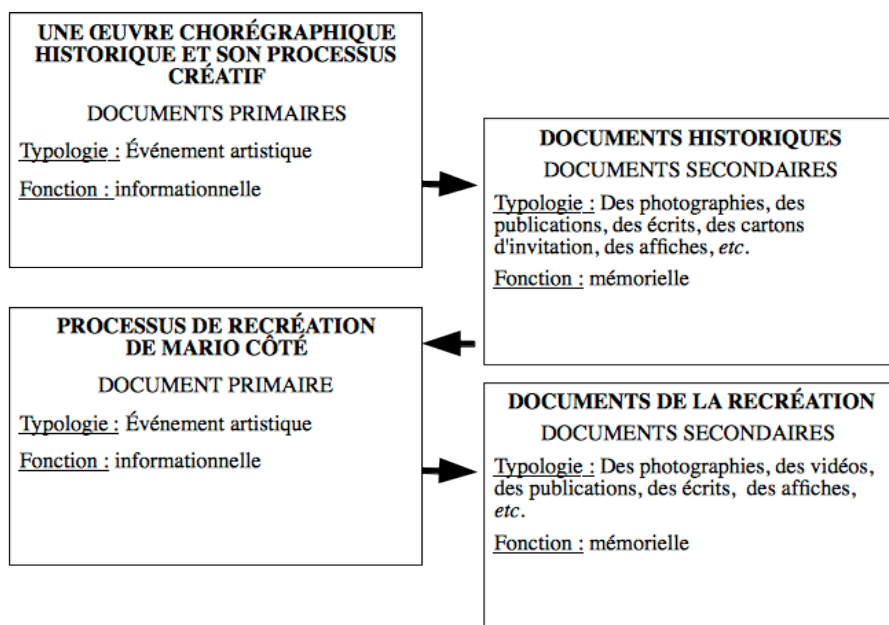 UNE ŒUVRE CHORÉGRAPHIQUE
HISTORIQUE ET SON PROCESSUS
CRÉATIF
DOCUMENTS PRIMAIRES
Typologie : Événement artistique
Fonction : informationnelle
DOCUMENTS HISTORIQUES
DOCUMENTS SECONDAIRES
Typologie : Des photographies, des
publications, des écrits, des cartons
d'invitation, des affiches, etc.
Fonction : mémorielle
PROCESSUS DE RECRÉATION
DE MARIO CÔTÉ
DOCUMENT PRIMAIRE
Typologie : Événement artistique
Fonction : informationnelle
DOCUMENTS DE LA RECRÉATION
DOCUMENTS SECONDAIRES
Typologie : Des photographies, des vidéos,
des publications, des écrits, des affiches,
etc.
Fonction : mémorielle